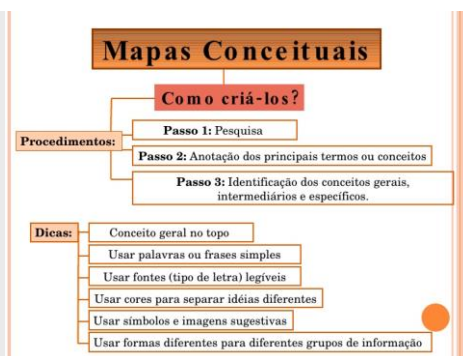 Mapas Conceituais
Como criá-los?
Procedimentos:
Passo 1: Pesquisa
Passo 2: Anotação dos principais termos ou conceitos
Passo 3: Identificação dos conceitos gerais,
intermediários e específicos.
Dicas:
Conceito geral no topo
Usar palavras ou frases simples
Usar fontes (tipo de letra) legíveis
Usar cores para separar idéias diferentes
Usar símbolos e imagens sugestivas
Usar formas diferentes para diferentes grupos de informação